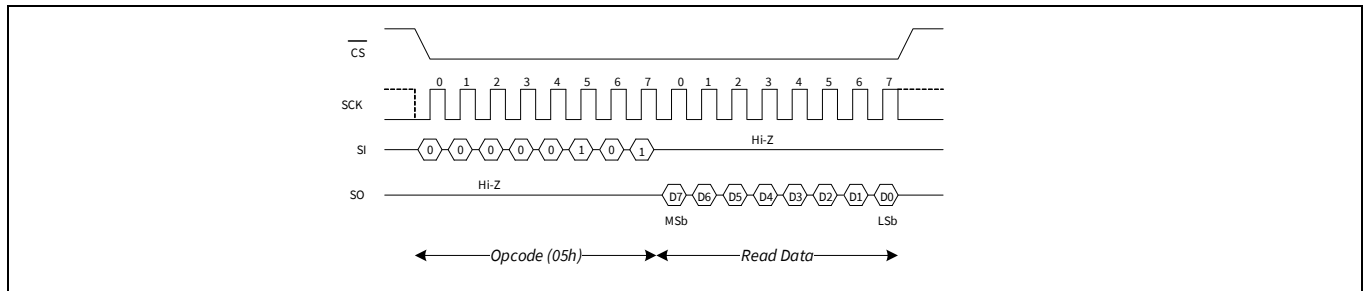 CS
0 1 2 3 4 5 6 7 0 1 2 3 4 5 6 7
SCK
Hi-Z
SI 0 0 0 0 0 1 0 1
Hi-Z
SO D7 D6 D5 D4 D3 D2 D1 D0
MSb LSb
Opcode (05h) Read Data